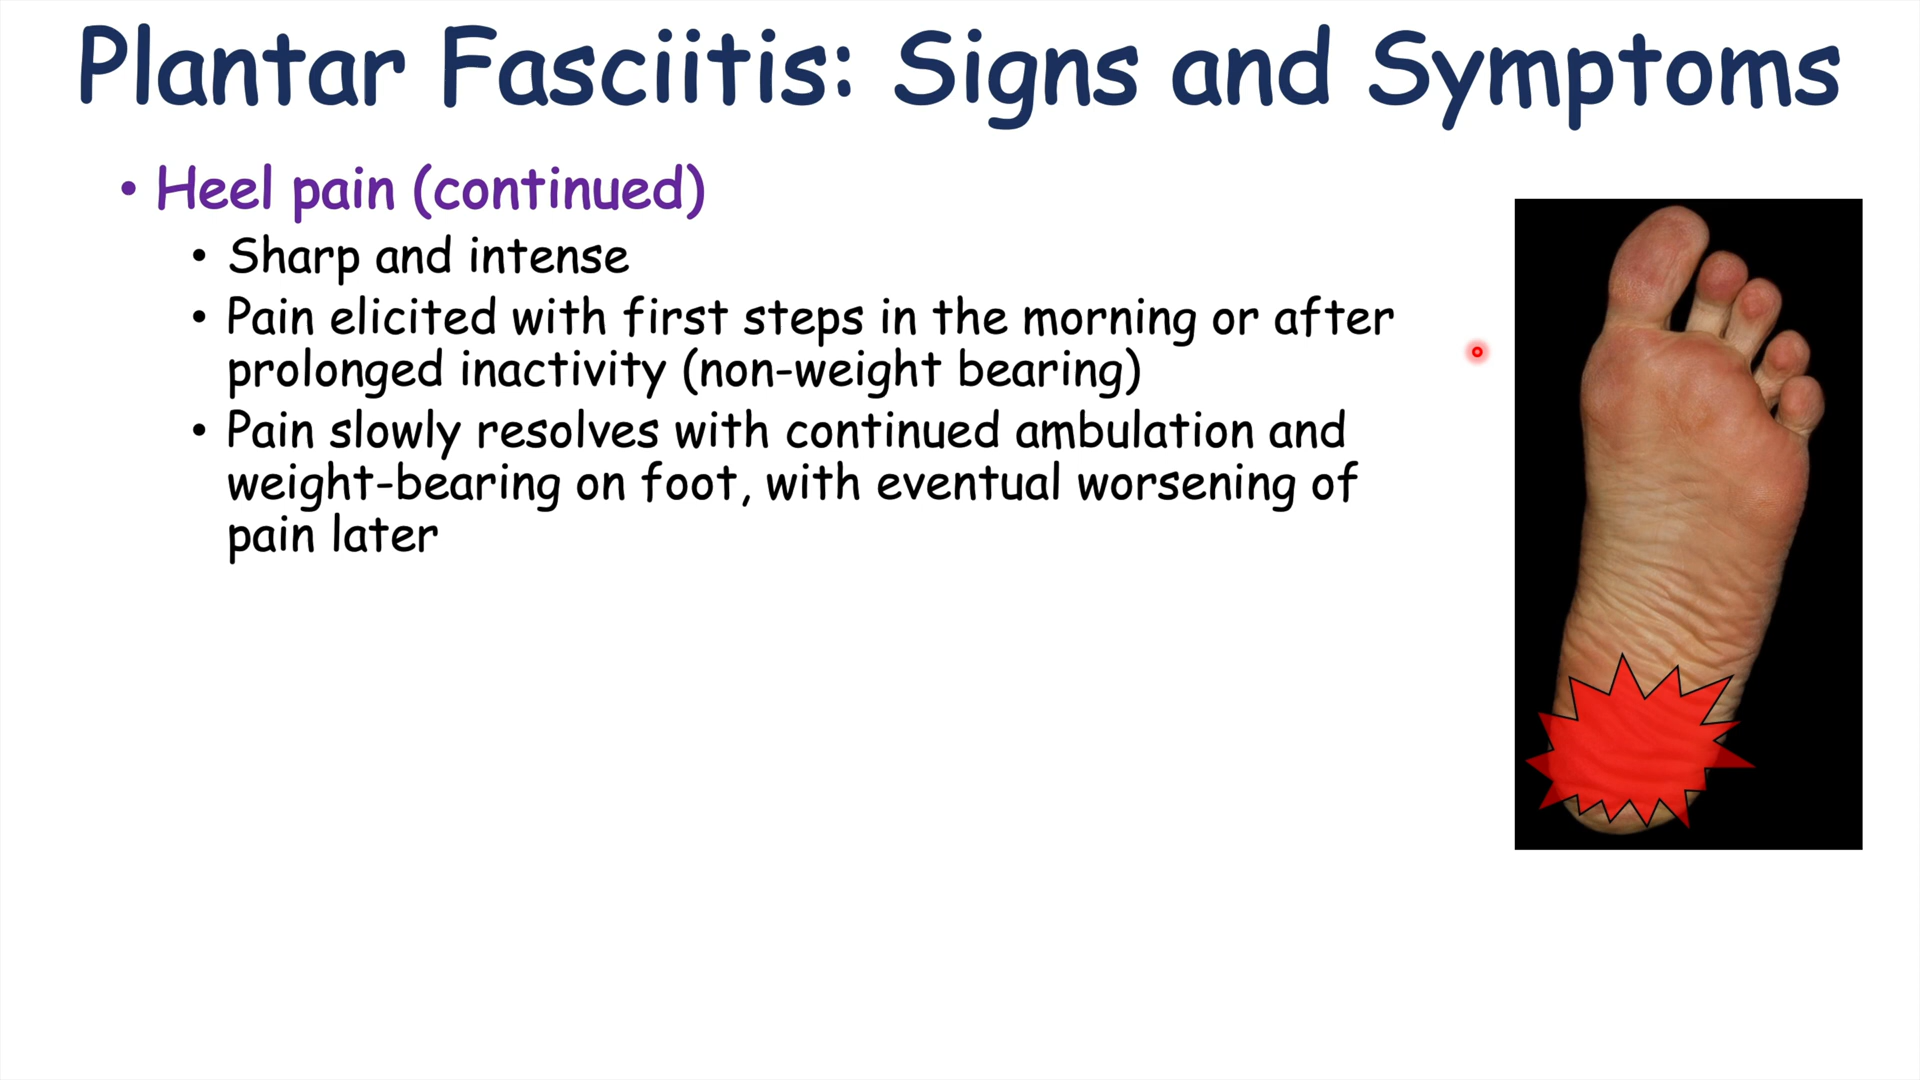 Plantar Fasciitis: Signs and Symptoms
• Heel pain (continued)
• Sharp and intense
• Pain elicited with first steps in the morning or after
prolonged inactivity (non-weight bearing)
• Pain slowly resolves with continued ambulation and
weight-bearing on foot, with eventual worsening of
pain later